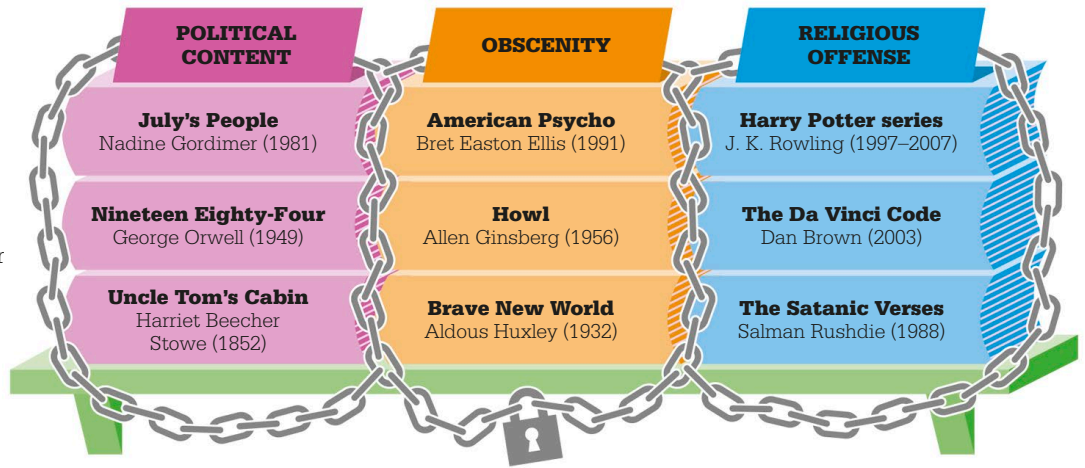 POLITICAL
CONTENT
July's People
Nadine Gordimer (1981)
Nineteen Eighty-Four
George Orwell (1949)
Uncle Tom's Cabin
Harriet Beecher
Stowe (1852)
OBSCENITY
American Psycho
Bret Easton Ellis (1991)
Howl
Allen Ginsberg (1956)
Brave New World
Aldous Huxley (1932)
RELIGIOUS
OFFENSE
Harry Potter series
J. K. Rowling (1997–2007)
The Da Vinci Code
Dan Brown (2003)
The Satanic Verses
Salman Rushdie (1988)